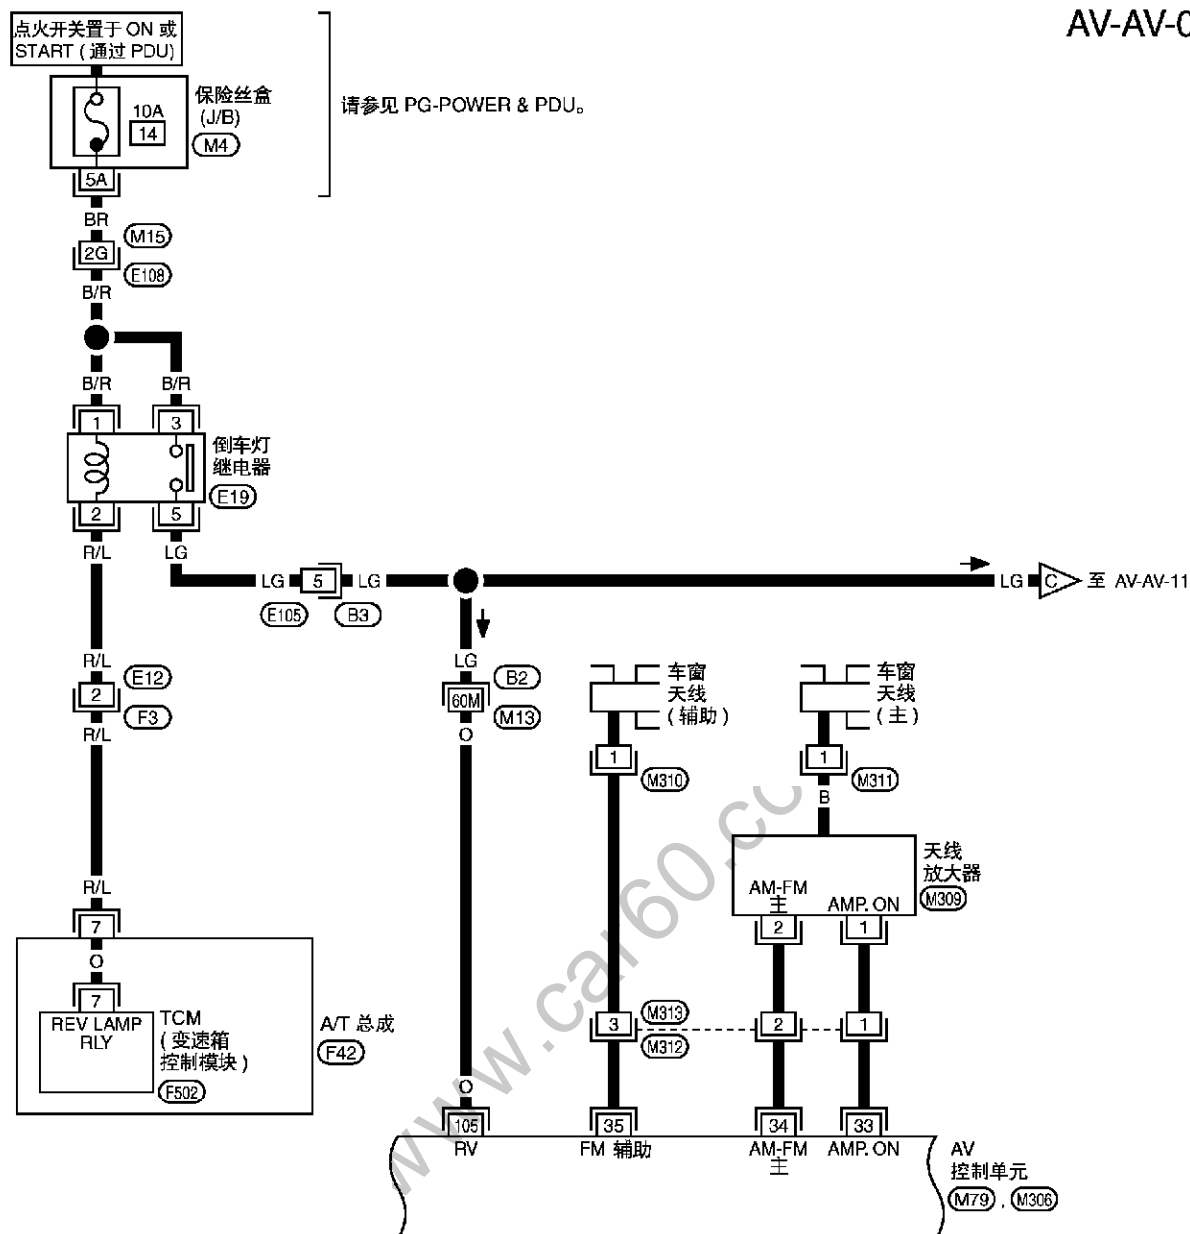 AV-AV-0
点火开关置于 ON 或
START ( 通过 PDU)
10A
14
保险丝盒
(J/B)
M4
请参见 PG-POWER & PDU。
5A
BR
M15
2G
E108
B/R
B/R
B/R
1
3
倒车灯
继电器
E19
2
5
R/L
LG
LG
5
LG
E105
B3
LG
C
至 AV-AV-11
R/L
E12
2
F3
R/L
LG
B2
60M
M13
O
车窗
天线
( 辅助 )
1
M310
车窗
天线
( 主 )
1
M311
B
天线
放大器
M309
AM-FM
主
AMP. ON
2
1
R/L
7
O
7
REV LAMP
RLY
TCM
( 变速箱
控制模块 )
F502
A/T 总成
F42
3
M313
M312
2
1
O
105
RV
35
FM 辅助
34
AM-FM
主
33
AMP. ON
AV
控制单元
M79 , M306
www.car60.co